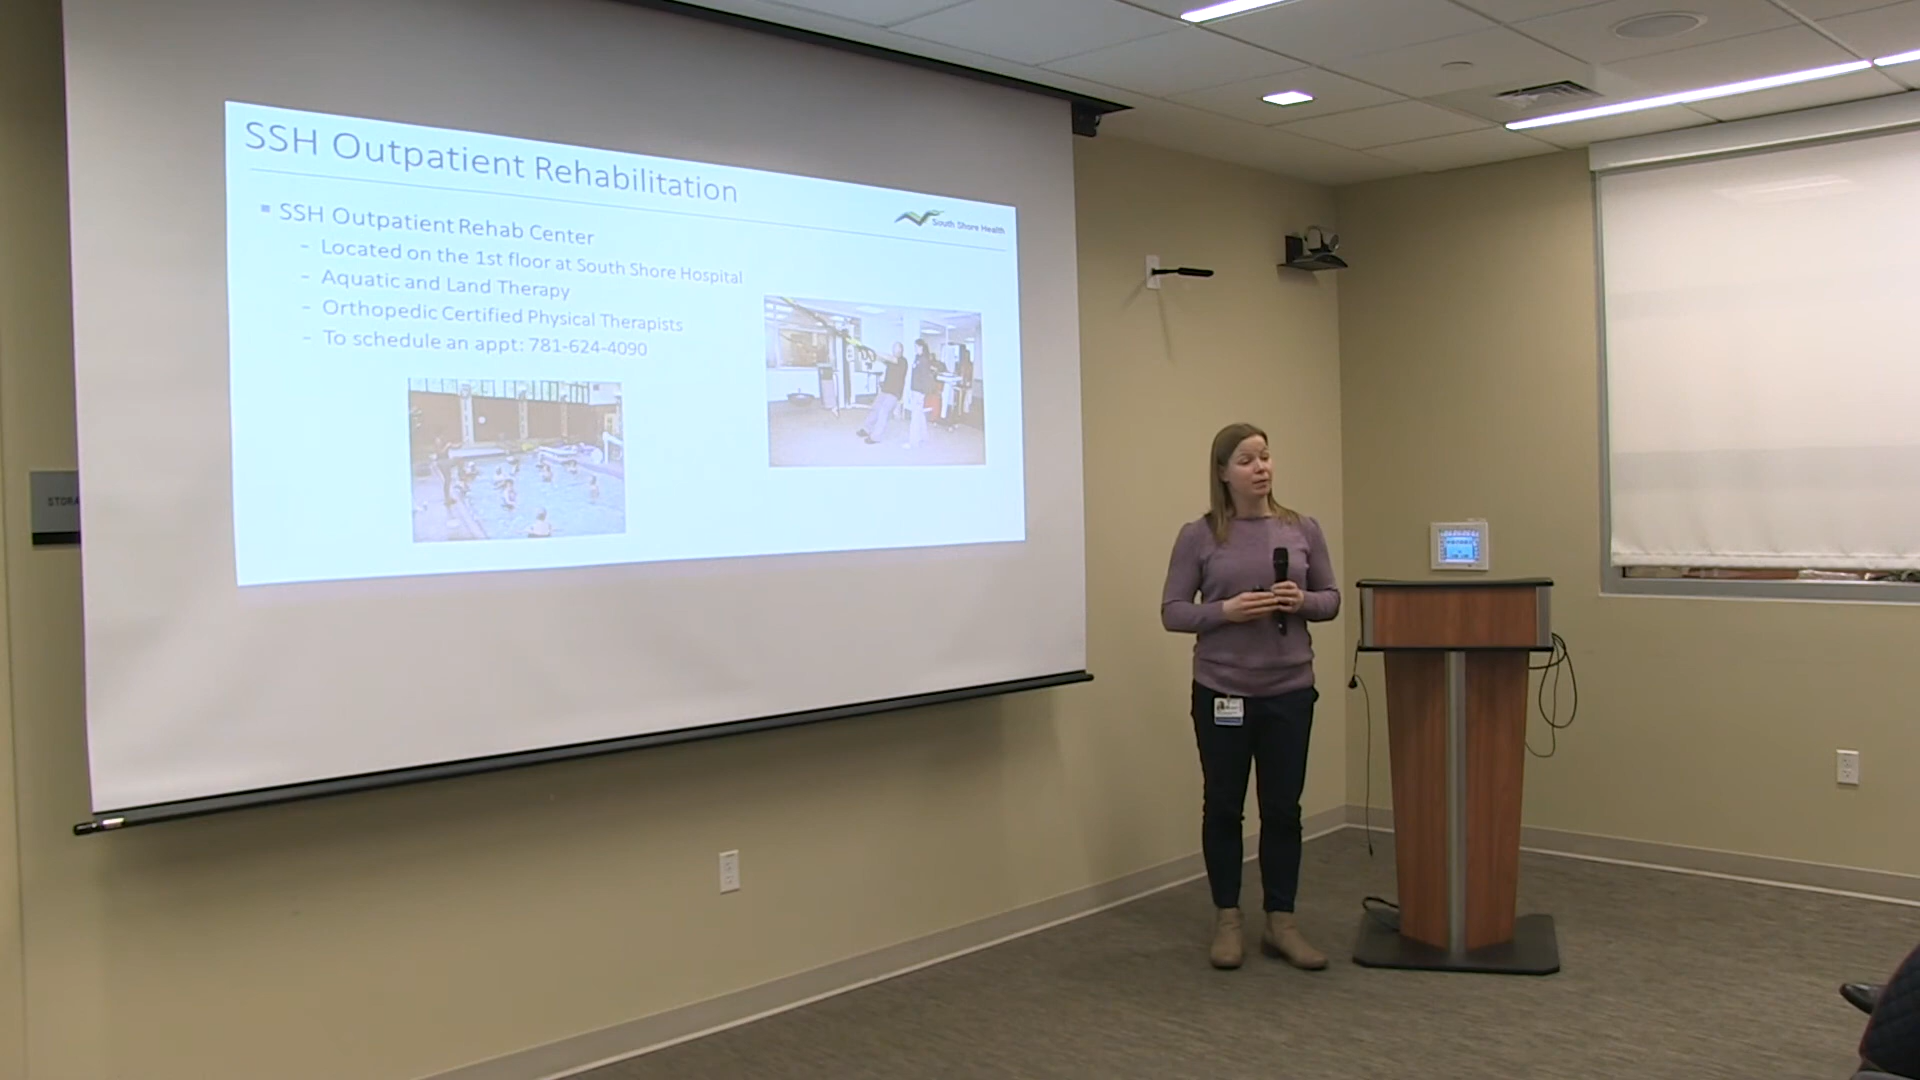 SSH Outpatient Rehabilitation
South Shore Health
▪ SSH Outpatient Rehab Center
– Located on the 1st floor at South Shore Hospital
– Aquatic and Land Therapy
– Orthopedic Certified Physical Therapists
– To schedule an appt: 781-624-4090
STORA